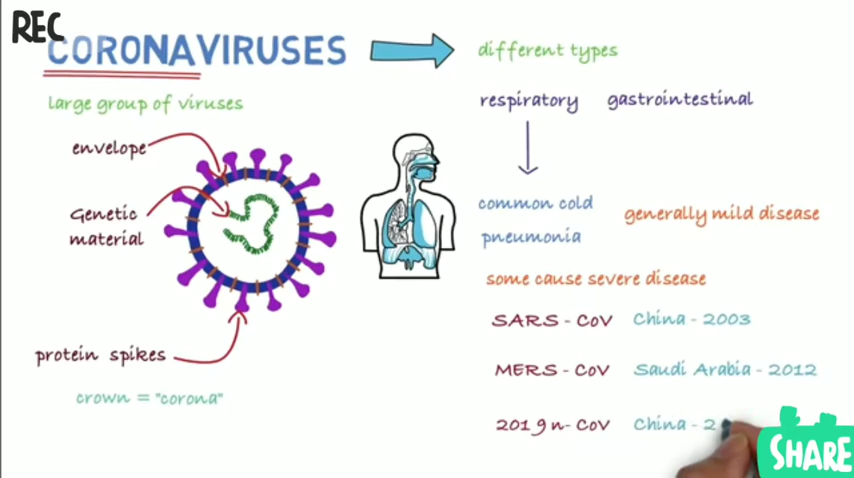 REC
CORONAVIRUSES
different types
large group of viruses
respiratory gastrointestinal
envelope
Genetic
material
common cold
generally mild disease
pneumonia
some cause severe disease
SARS - CoV China - 2003
MERS - CoV Saudi Arabia - 2012
protein spikes
crown = "corona"
2019 n- CoV China - 2
SHARE